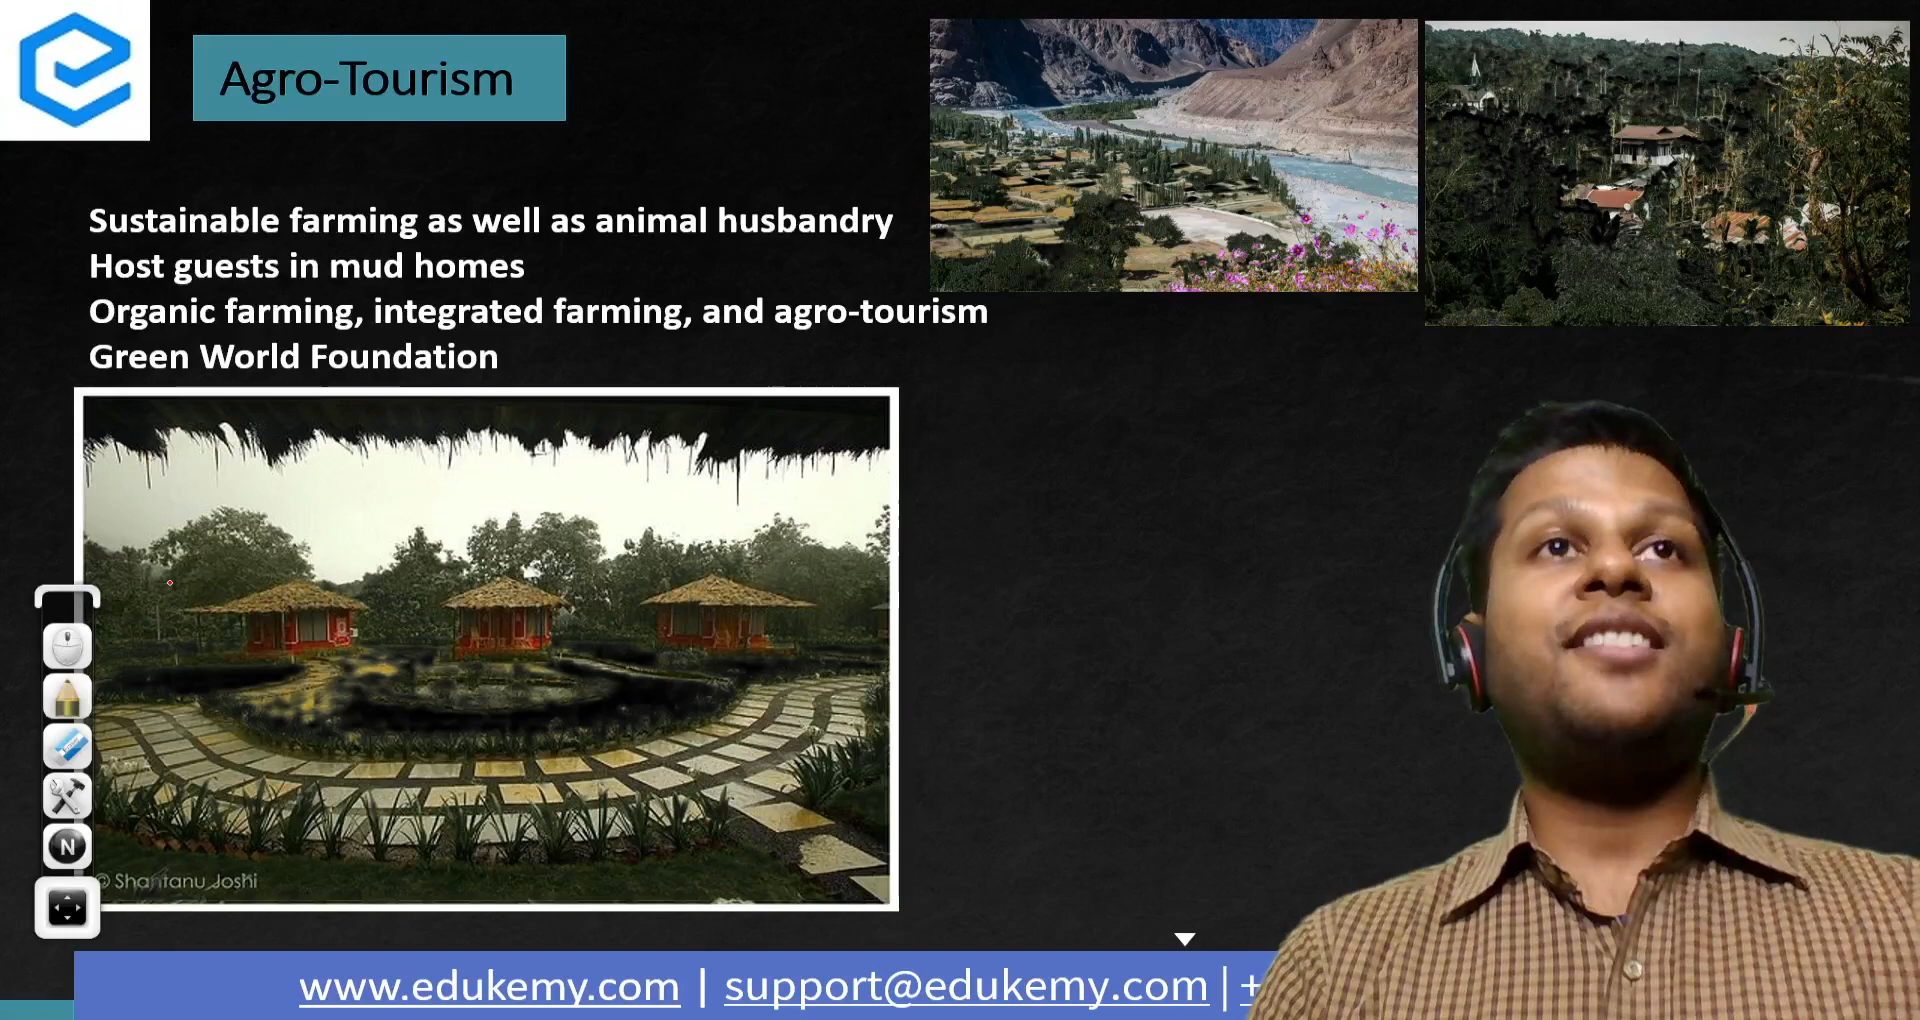 Agro-Tourism
Sustainable farming as well as animal husbandry
Host guests in mud homes
Organic farming, integrated farming, and agro-tourism
Green World Foundation
© Shantanu Joshi
N
www.edukemy.com | support@edukemy.com | +